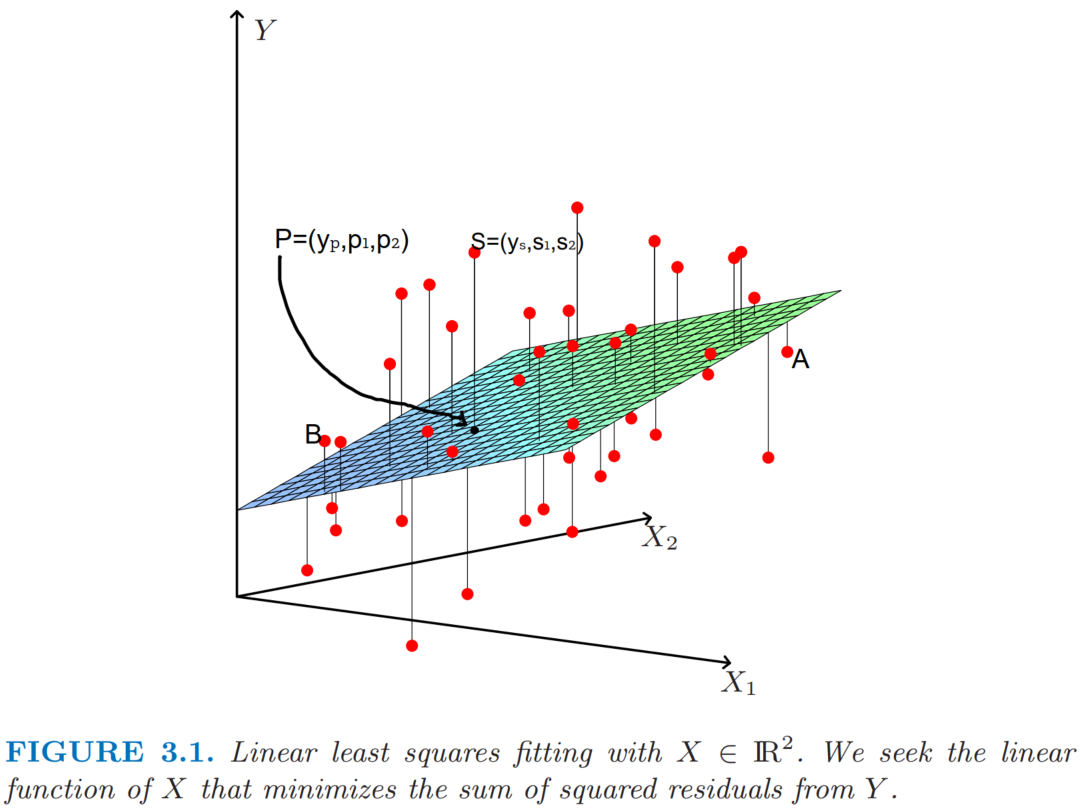 Y
P=(yₚ,p₁,p₂)
S=(yₛ,s₁,s₂)
A
B
X₂
X₁
FIGURE 3.1. Linear least squares fitting with X ∈ ℝ². We seek the linear
function of X that minimizes the sum of squared residuals from Y.